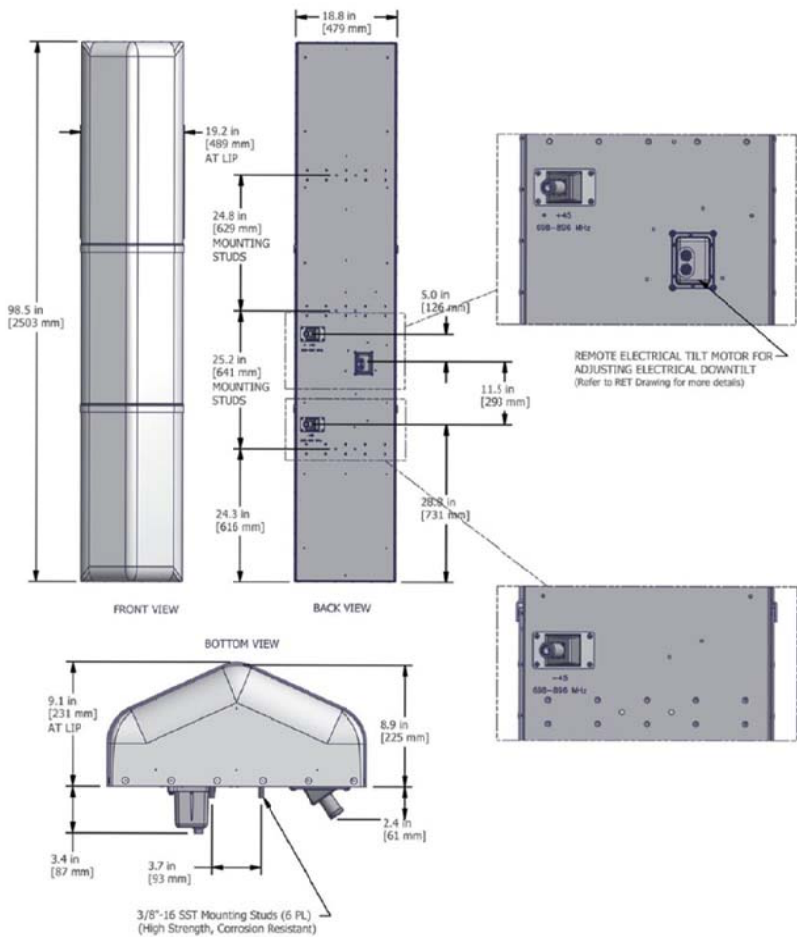 18.8 in
[479 mm]
19.2 in
[489 mm]
AT LIP
24.8 in
[629 mm]
MOUNTING
STUDS
+45
698-896 MHz
98.5 in
[2503 mm]
5.0 in
[126 mm]
25.2 in
[641 mm]
MOUNTING
STUDS
REMOTE ELECTRICAL TILT MOTOR FOR
ADJUSTING ELECTRICAL DOWNTILT
(Refer to RET Drawing for more details)
11.5 in
[293 mm]
24.3 in
[616 mm]
28.8 in
[731 mm]
FRONT VIEW
BACK VIEW
BOTTOM VIEW
9.1 in
[231 mm]
AT LIP
8.9 in
[225 mm]
-45
698-896 MHz
2.4 in
[61 mm]
3.4 in
[87 mm]
3.7 in
[93 mm]
3/8"-16 SST Mounting Studs (6 PL)
(High Strength, Corrosion Resistant)